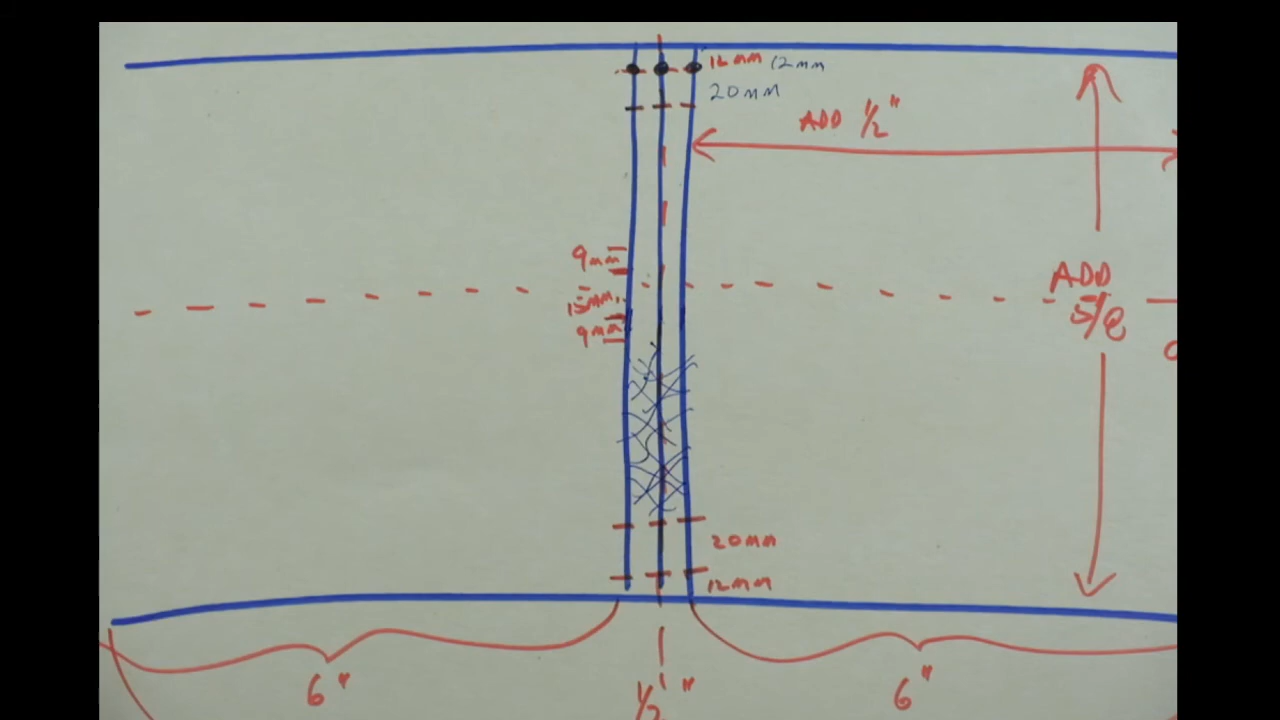 12mm 12mm
20mm
ADD 1/2"
9mm
15mm
9mm
ADD
5/8
20mm
12mm
6"
1/2"
6"